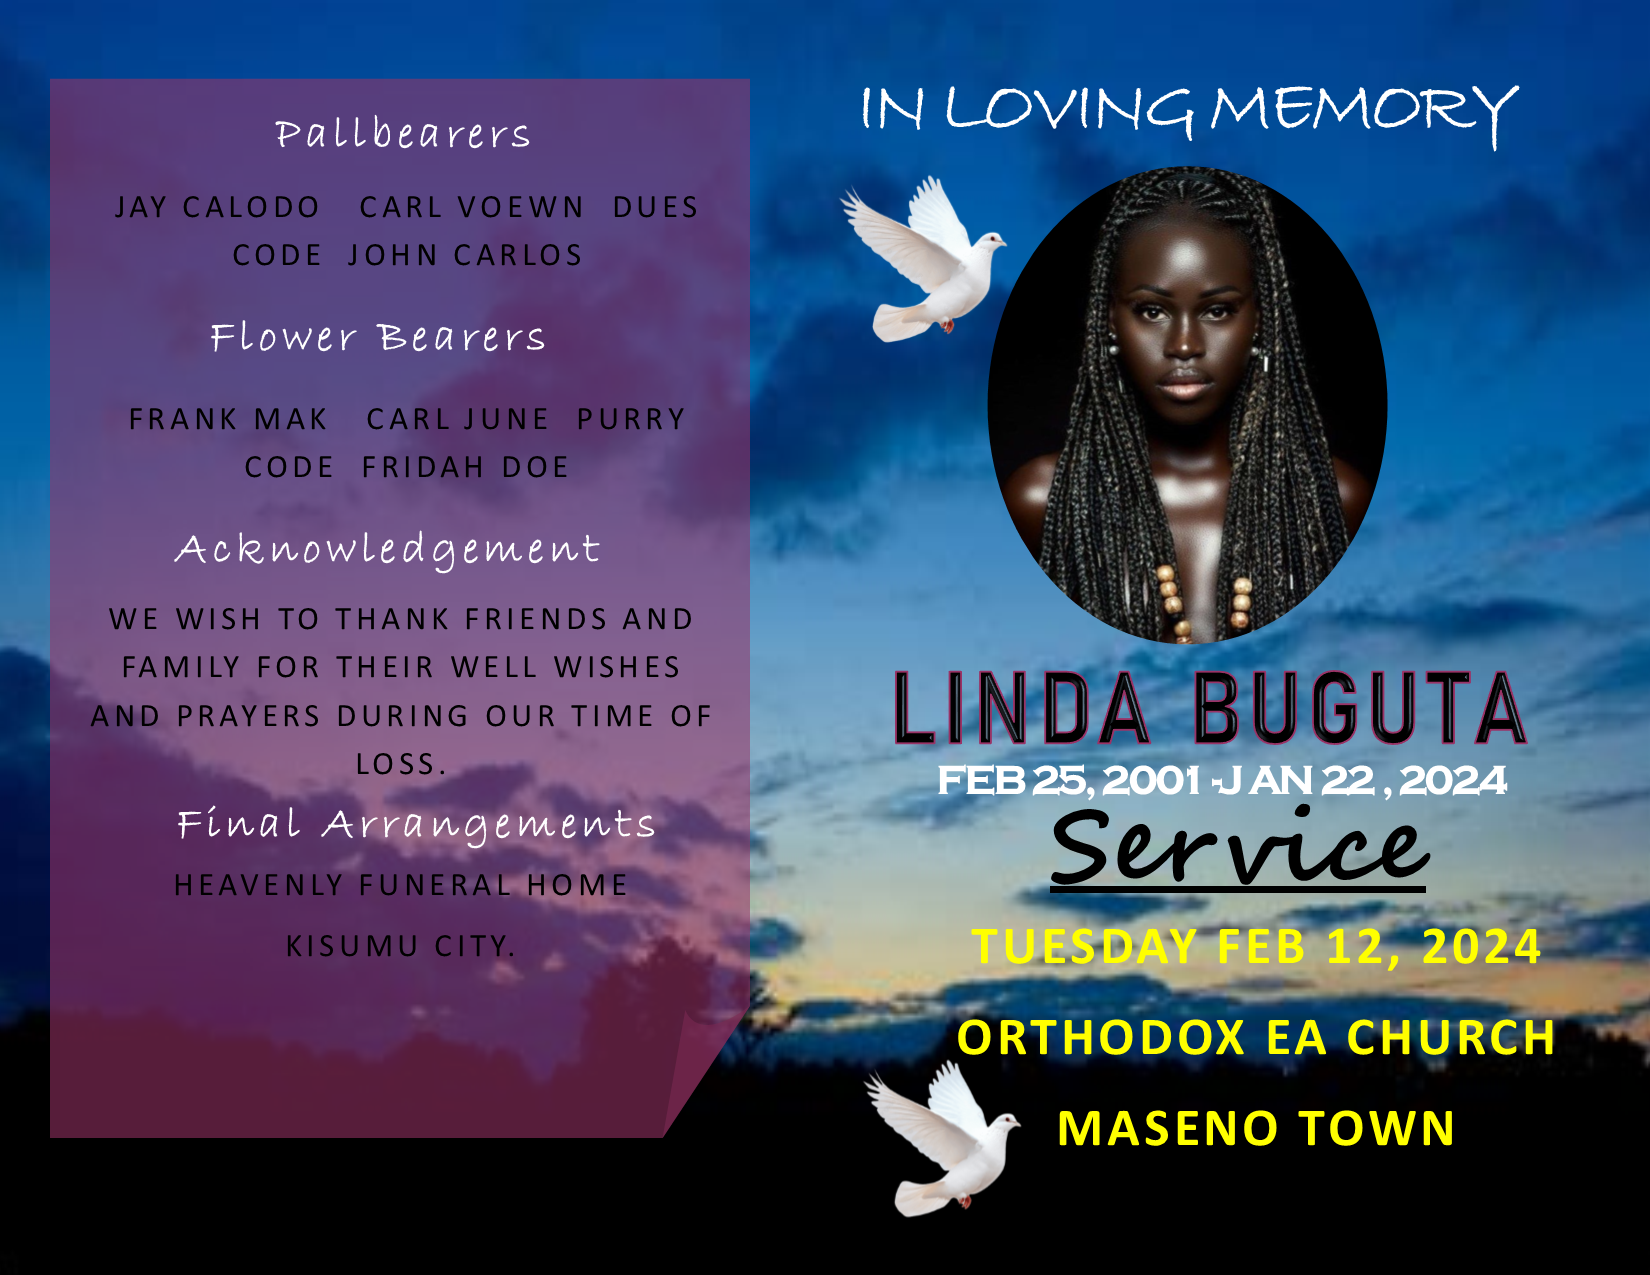 Pallbearers
JAY CALODO   CARL VOEWN  DUES
CODE  JOHN CARLOS
Flower Bearers
FRANK MAK   CARL JUNE  PURRY
CODE  FRIDAH DOE
Acknowledgement
WE WISH TO THANK FRIENDS AND
FAMILY FOR THEIR WELL WISHES
AND PRAYERS DURING OUR TIME OF
LOSS.
Final Arrangements
HEAVENLY FUNERAL HOME
KISUMU CITY.
IN LOVING MEMORY
LINDA BUGUTA
FEB 25, 2001 -JAN 22 , 2024
Service
TUESDAY FEB 12, 2024
ORTHODOX EA CHURCH
MASENO TOWN